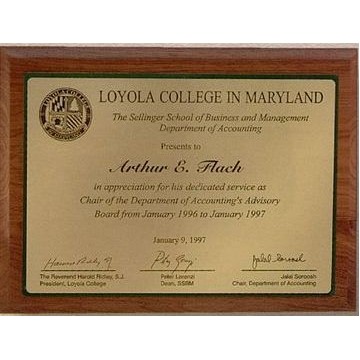 LOYOLA COLLEGE IN MARYLAND
The Sellinger School of Business and Management
Department of Accounting
Presents to
Arthur E. Flach
in appreciation for his dedicated service as
Chair of the Department of Accounting's Advisory
Board from January 1996 to January 1997
January 9, 1997
The Reverend Harold Ridley, S.J.
President, Loyola College
Peter Lorenzi
Dean, SSBM
Jalal Soroosh
Chair, Department of Accounting